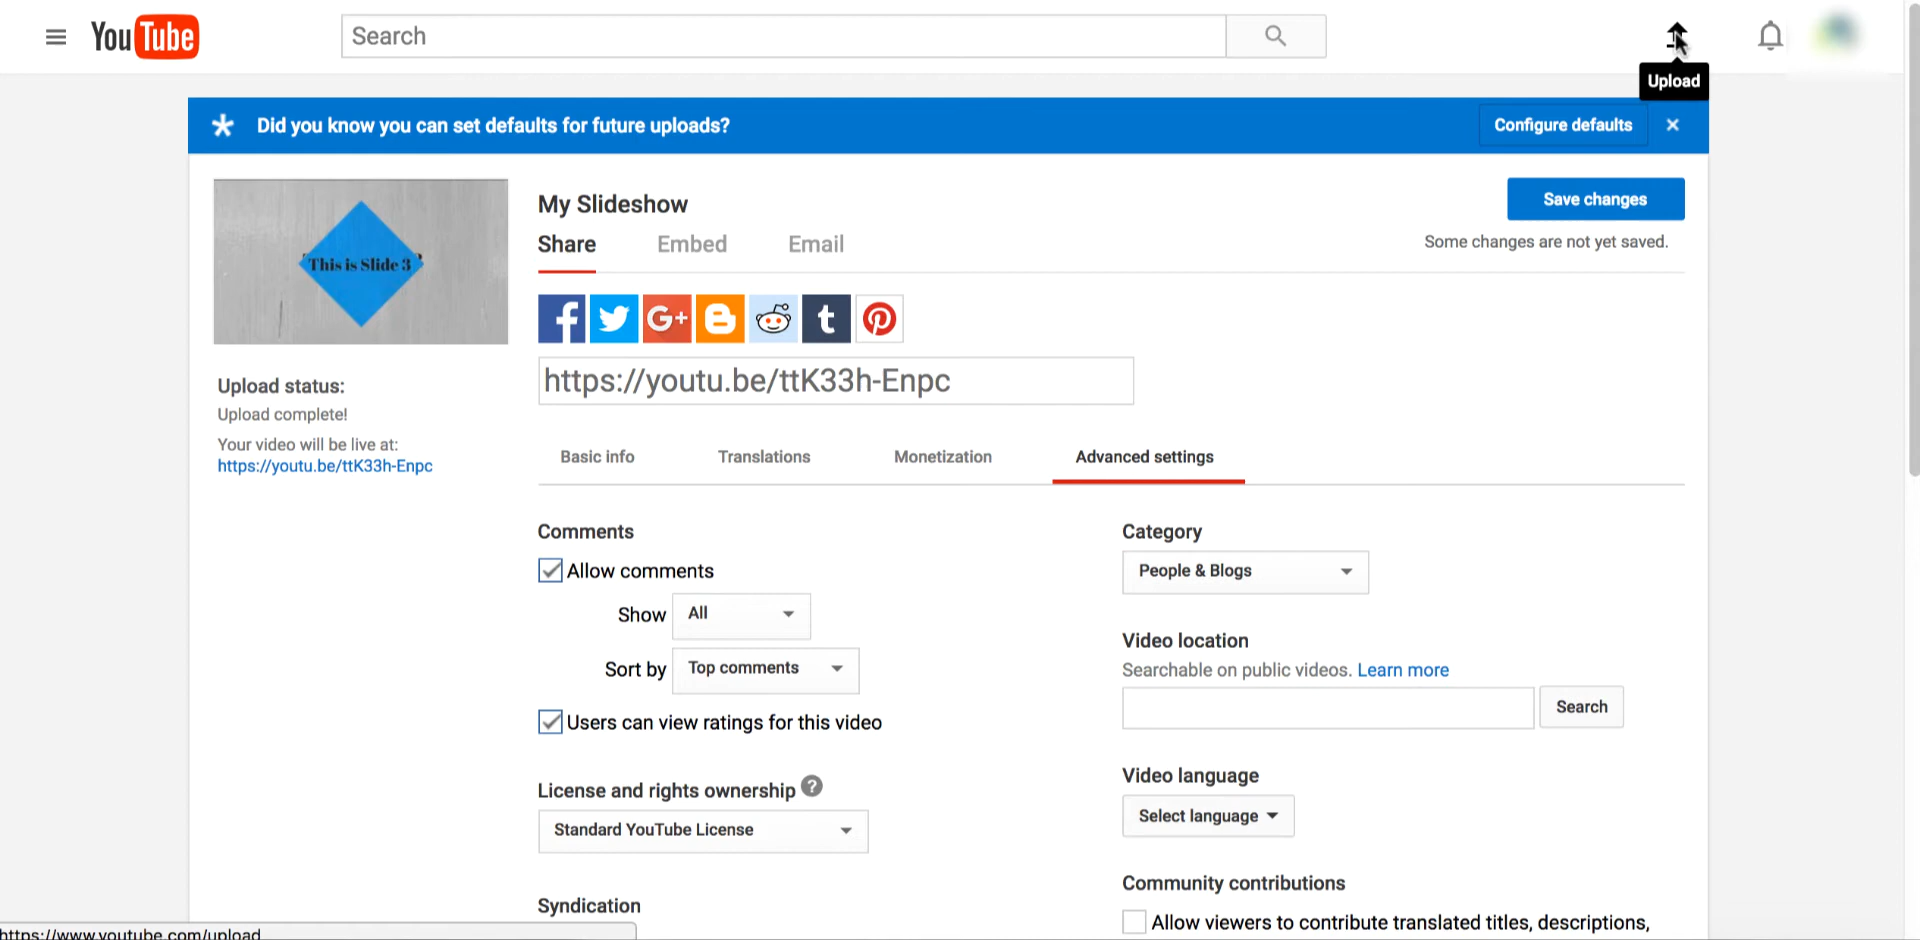 YouTube
Search
Upload
Did you know you can set defaults for future uploads?
Configure defaults
My Slideshow
Save changes
Share Embed Email
Some changes are not yet saved.
This is Slide 3
https://youtu.be/ttK33h-Enpc
Upload status:
Upload complete!
Your video will be live at:
https://youtu.be/ttK33h-Enpc
Basic info Translations Monetization Advanced settings
Comments
Allow comments
Show All
Sort by Top comments
Users can view ratings for this video
License and rights ownership ?
Standard YouTube License
Syndication
Category
People & Blogs
Video location
Searchable on public videos. Learn more
Search
Video language
Select language
Community contributions
Allow viewers to contribute translated titles, descriptions,
https://www.youtube.com/upload